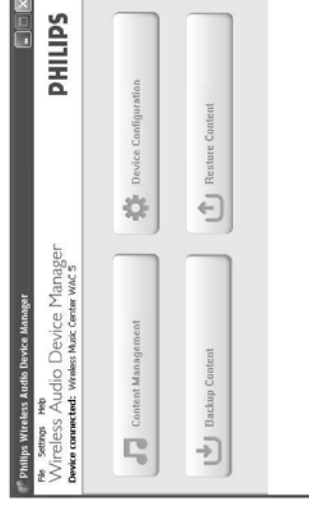 Philips Wireless Audio Device Manager
File Settings Help
Wireless Audio Device Manager
PHILIPS
Device connected: Wireless Music Center WAC 5
Content Management
Device Configuration
Backup Content
Restore Content